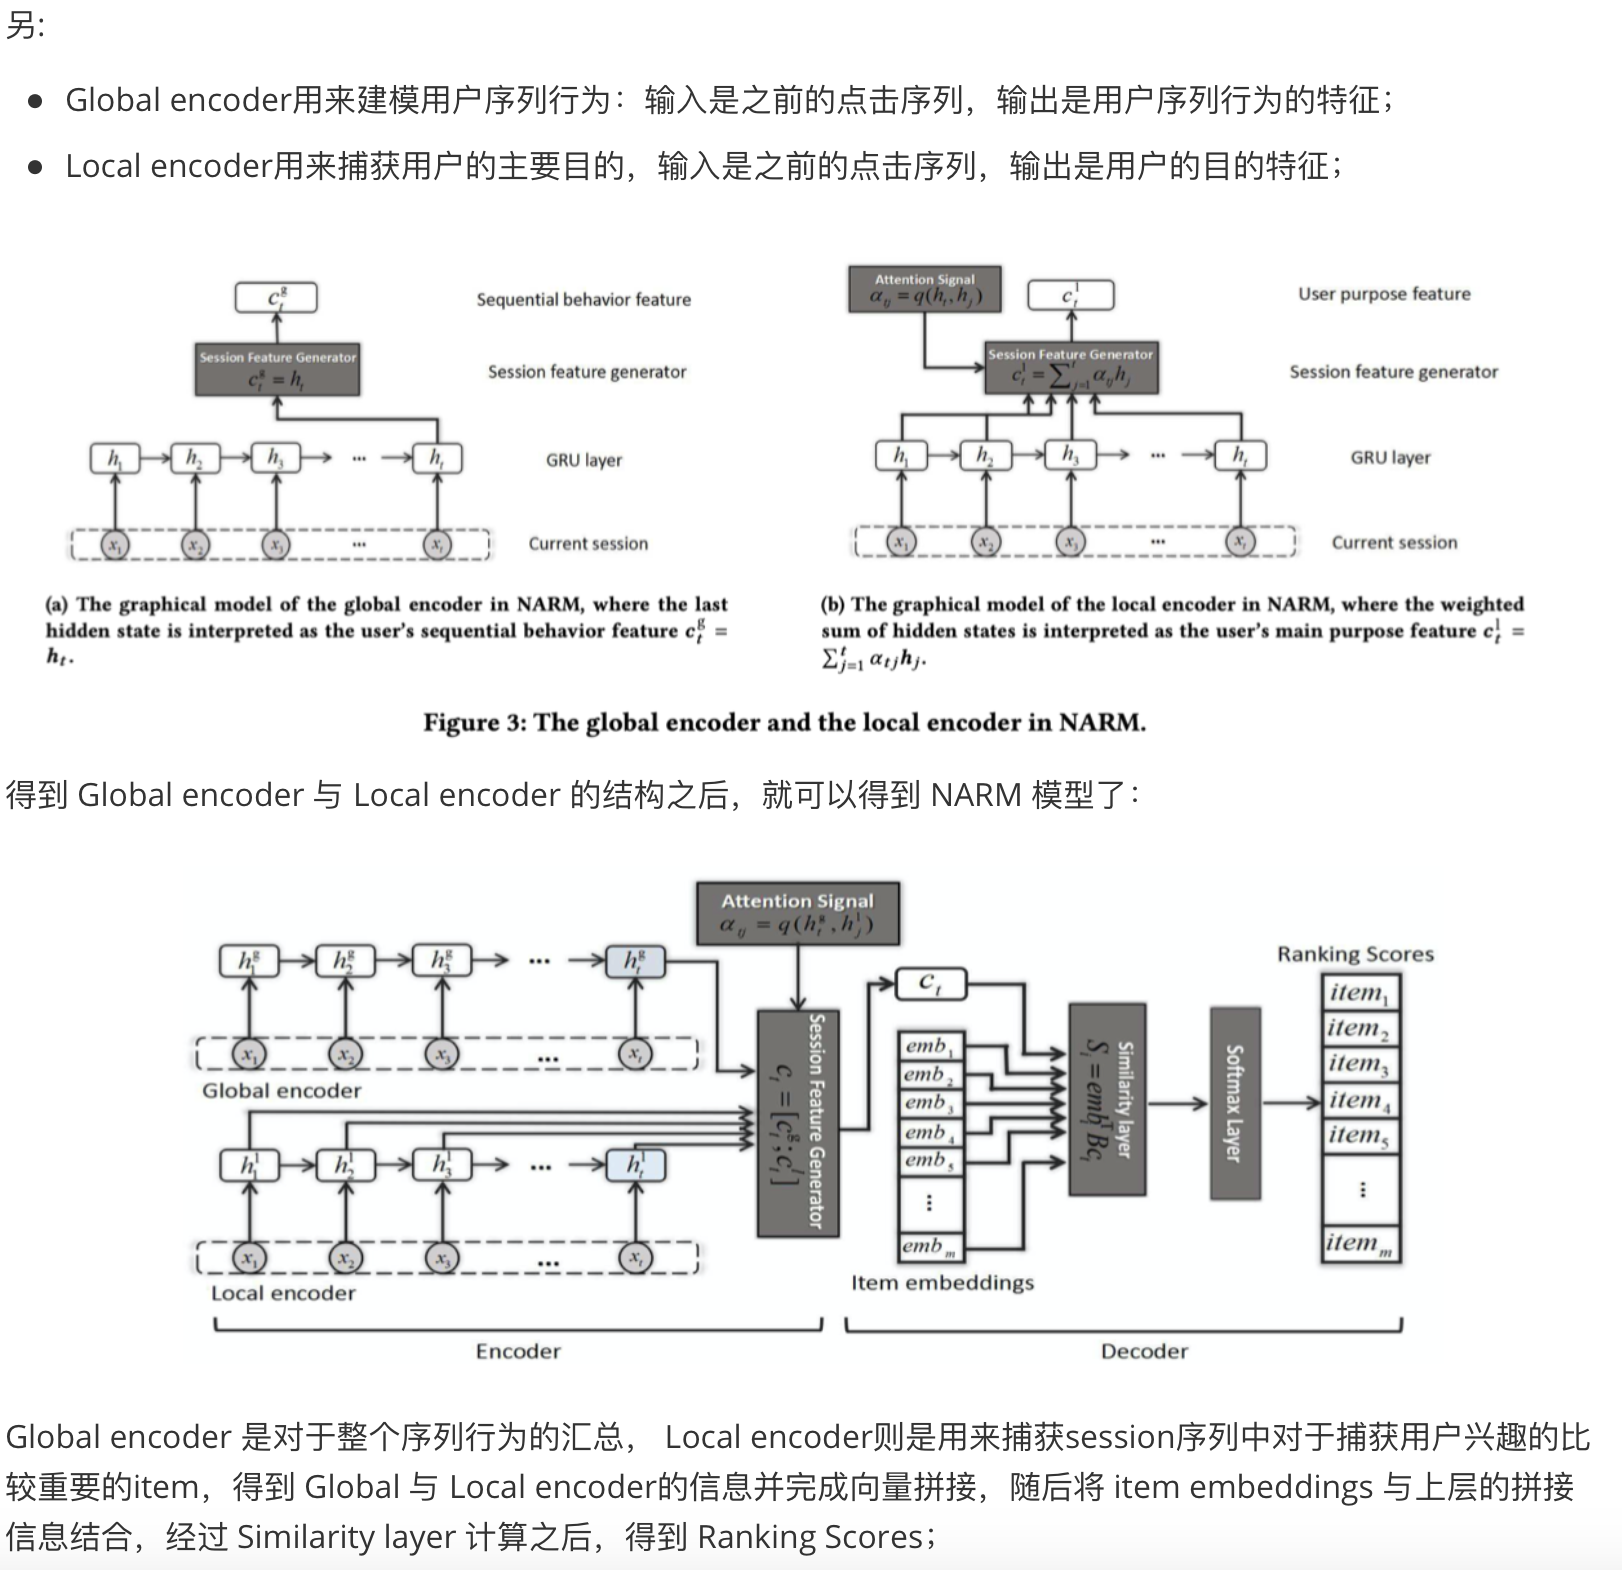 另:
● Global encoder用来建模用户序列行为：输入是之前的点击序列，输出是用户序列行为的特征；
● Local encoder用来捕获用户的主要目的，输入是之前的点击序列，输出是用户的目的特征；
c_t^g
Sequential behavior feature
Session Feature Generator
c_t^g = h_t
Session feature generator
h_1 h_2 h_3 ... h_t
GRU layer
x_1 x_2 x_3 ... x_t
Current session
Attention Signal
α_tj = q(h_t, h_j)
c_t^l
User purpose feature
Session Feature Generator
c_t^l = ∑_{j=1}^t α_tj h_j
Session feature generator
h_1 h_2 h_3 ... h_t
GRU layer
x_1 x_2 x_3 ... x_t
Current session
(a) The graphical model of the global encoder in NARM, where the last
hidden state is interpreted as the user's sequential behavior feature c_t^g =
h_t.
(b) The graphical model of the local encoder in NARM, where the weighted
sum of hidden states is interpreted as the user's main purpose feature c_t^l =
∑_{j=1}^t α_tj h_j.
Figure 3: The global encoder and the local encoder in NARM.
得到 Global encoder 与 Local encoder 的结构之后，就可以得到 NARM 模型了：
Attention Signal
α_tj = q(h_t^g, h_j^l)
h_1^g h_2^g h_3^g ... h_t^g
x_1 x_2 x_3 ... x_t
Global encoder
h_1^l h_2^l h_3^l ... h_t^l
x_1 x_2 x_3 ... x_t
Local encoder
Encoder
Session Feature Generator
c_t = [c_t^g; c_t^l]
c_t
emb_1
emb_2
emb_3
emb_4
emb_5
⋮
emb_m
Item embeddings
Similarity layer
S_i = emb_i^T B c_t
Softmax Layer
Ranking Scores
item_1
item_2
item_3
item_4
item_5
⋮
item_m
Decoder
Global encoder 是对于整个序列行为的汇总， Local encoder则是用来捕获session序列中对于捕获用户兴趣的比
较重要的item，得到 Global 与 Local encoder的信息并完成向量拼接，随后将 item embeddings 与上层的拼接
信息结合，经过 Similarity layer 计算之后，得到 Ranking Scores；